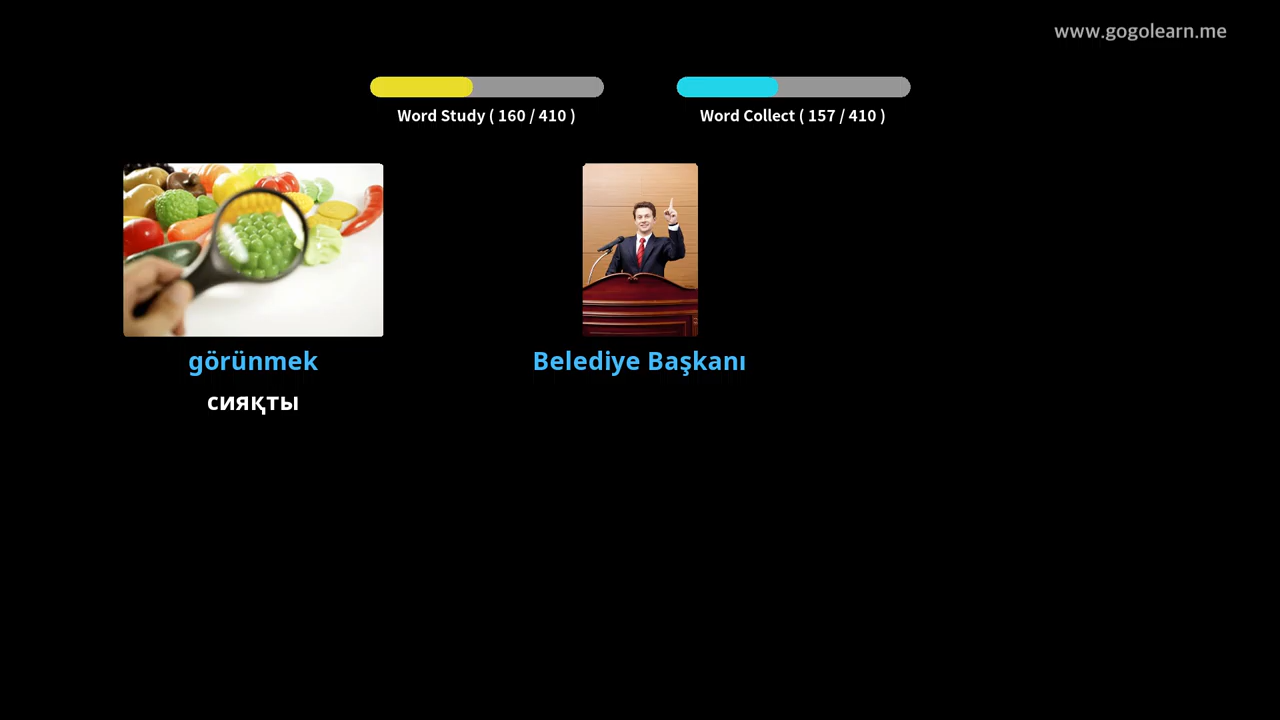 www.gogolearn.me
Word Study ( 160 / 410 )
Word Collect ( 157 / 410 )
görünmek
Belediye Başkanı
сияқты